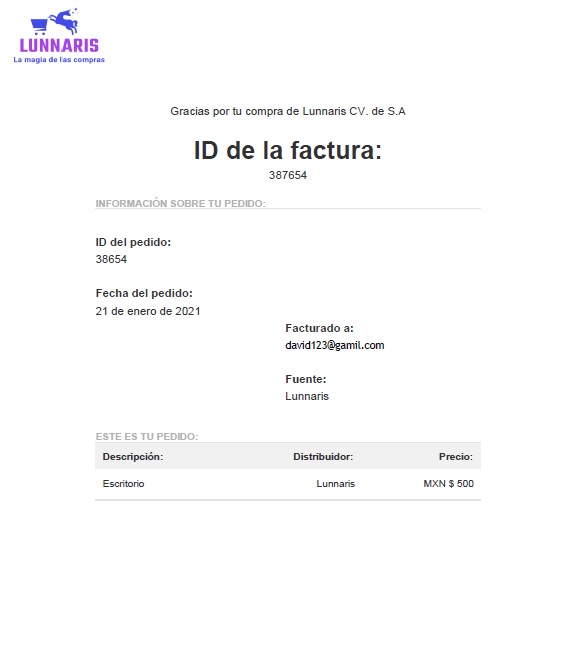 LUNNARIS
La magia de las compras
Gracias por tu compra de Lunnaris CV. de S.A
ID de la factura:
387654
INFORMACIÓN SOBRE TU PEDIDO:
ID del pedido:
38654
Fecha del pedido:
21 de enero de 2021
Facturado a:
david123@gamil.com
Fuente:
Lunnaris
ESTE ES TU PEDIDO:
Descripción: Distribuidor: Precio:
Escritorio Lunnaris MXN $ 500